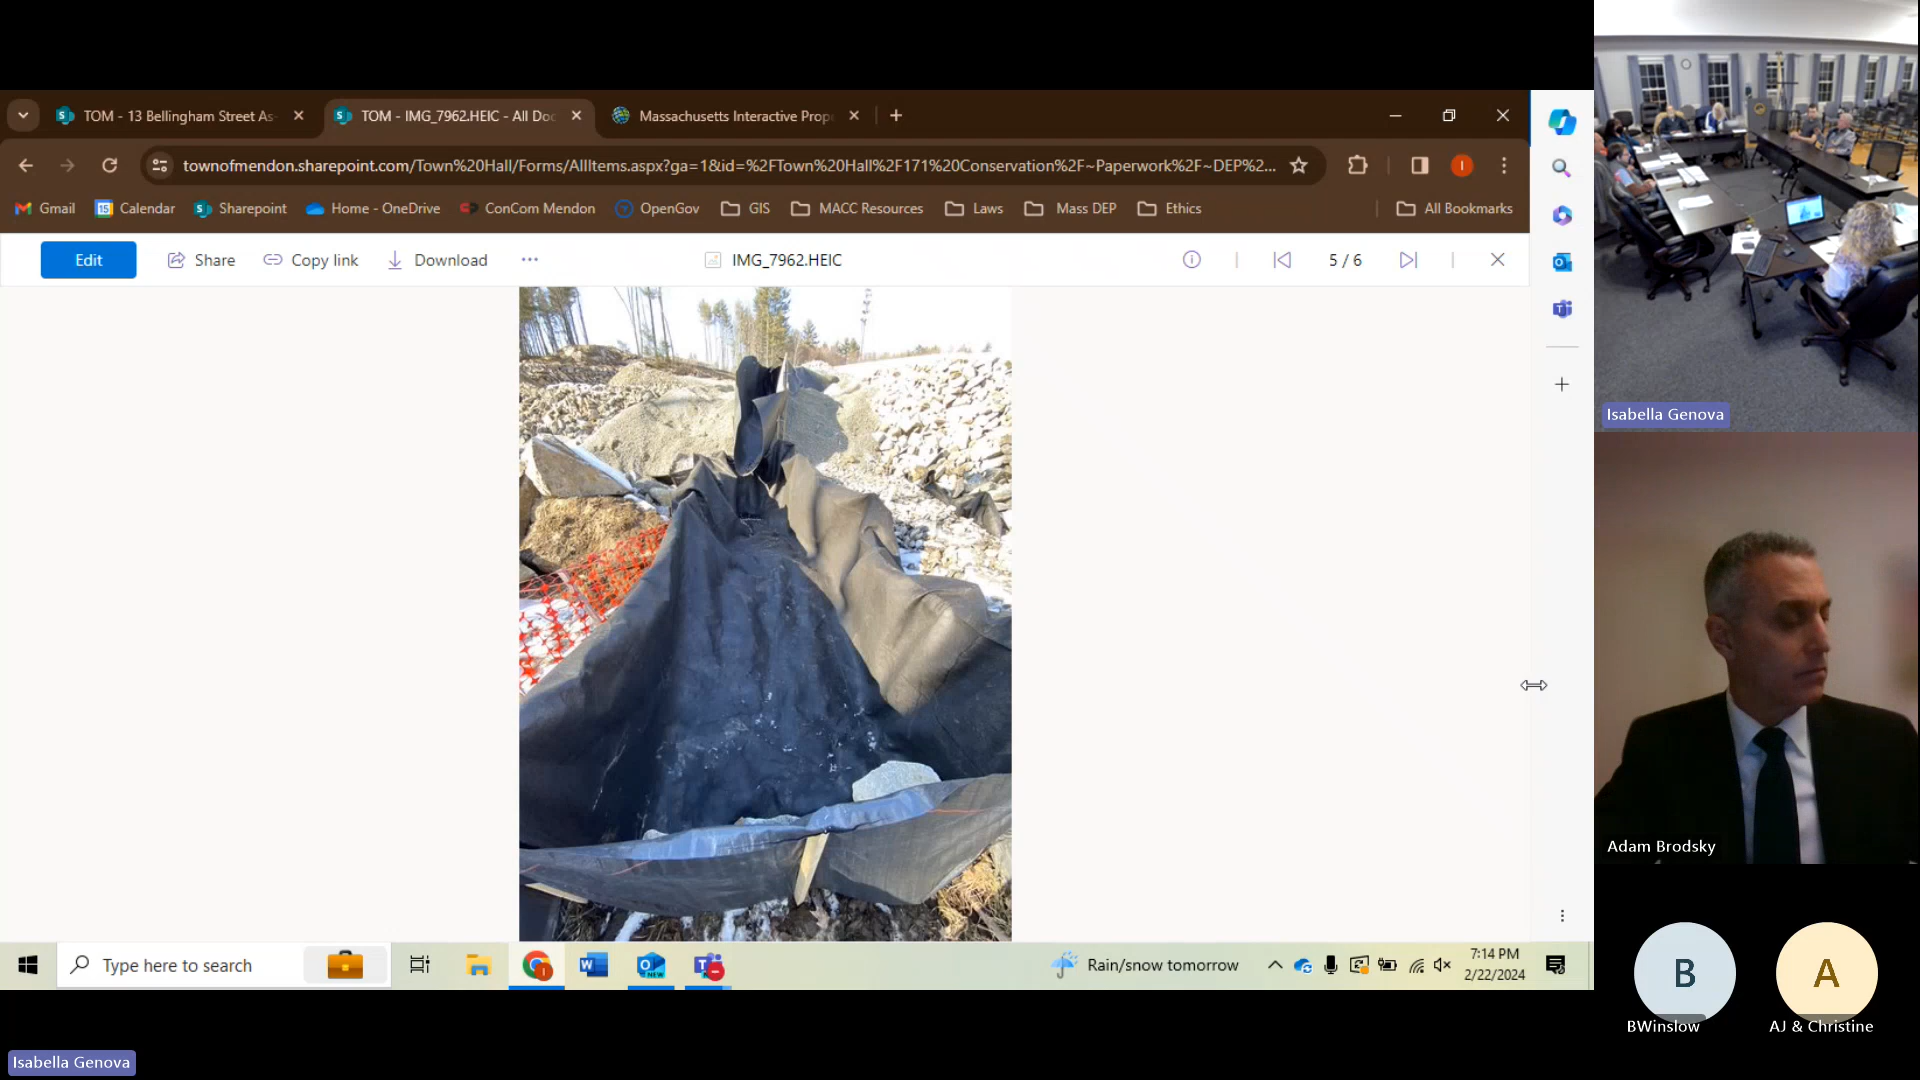 TOM - 13 Bellingham Street As
TOM - IMG_7962.HEIC - All Doc
Massachusetts Interactive Prop
townofmendon.sharepoint.com/Town%20Hall/Forms/AllItems.aspx?ga=1&id=%2FTown%20Hall%2F171%20Conservation%2F~Paperwork%2F~DEP%2...
I
Gmail
15
Calendar
Sharepoint
Home - OneDrive
ConCom Mendon
OpenGov
GIS
MACC Resources
Laws
Mass DEP
Ethics
All Bookmarks
Edit
Share
Copy link
Download
IMG_7962.HEIC
5 / 6
Isabella Genova
Adam Brodsky
Type here to search
Rain/snow tomorrow
7:14 PM
2/22/2024
B
A
BWinslow
AJ & Christine
Isabella Genova